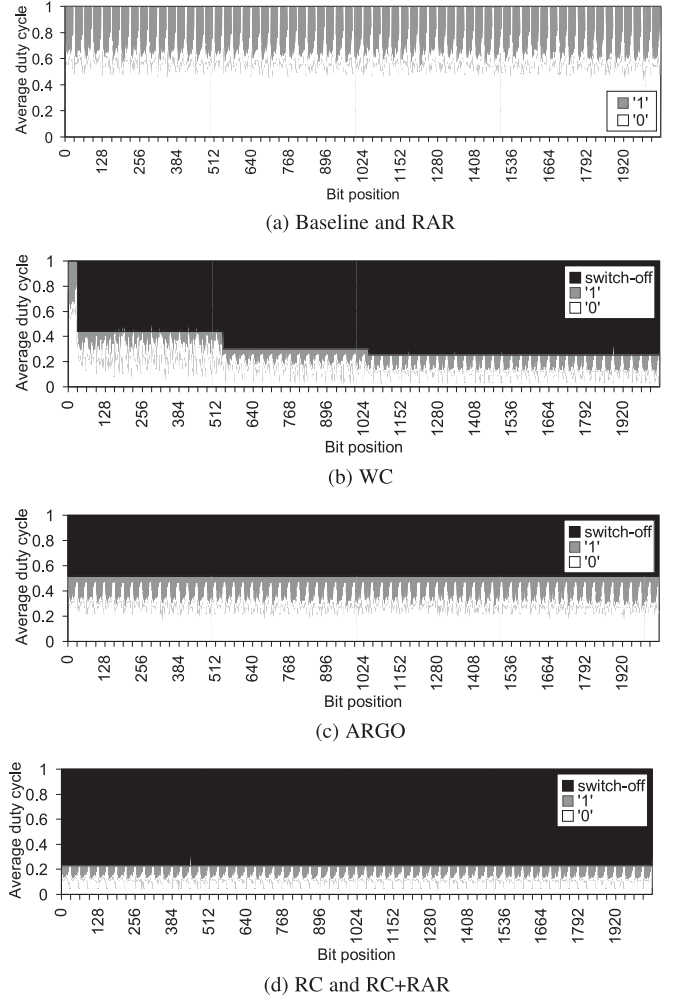 Average duty cycle
1
0.8
0.6
0.4
0.2
0
'1'
'0'
0 128 256 384 512 640 768 896 1024 1152 1280 1408 1536 1664 1792 1920
Bit position
(a) Baseline and RAR
Average duty cycle
1
0.8
0.6
0.4
0.2
0
switch-off
'1'
'0'
0 128 256 384 512 640 768 896 1024 1152 1280 1408 1536 1664 1792 1920
Bit position
(b) WC
Average duty cycle
1
0.8
0.6
0.4
0.2
0
switch-off
'1'
'0'
0 128 256 384 512 640 768 896 1024 1152 1280 1408 1536 1664 1792 1920
Bit position
(c) ARGO
Average duty cycle
1
0.8
0.6
0.4
0.2
0
switch-off
'1'
'0'
0 128 256 384 512 640 768 896 1024 1152 1280 1408 1536 1664 1792 1920
Bit position
(d) RC and RC+RAR